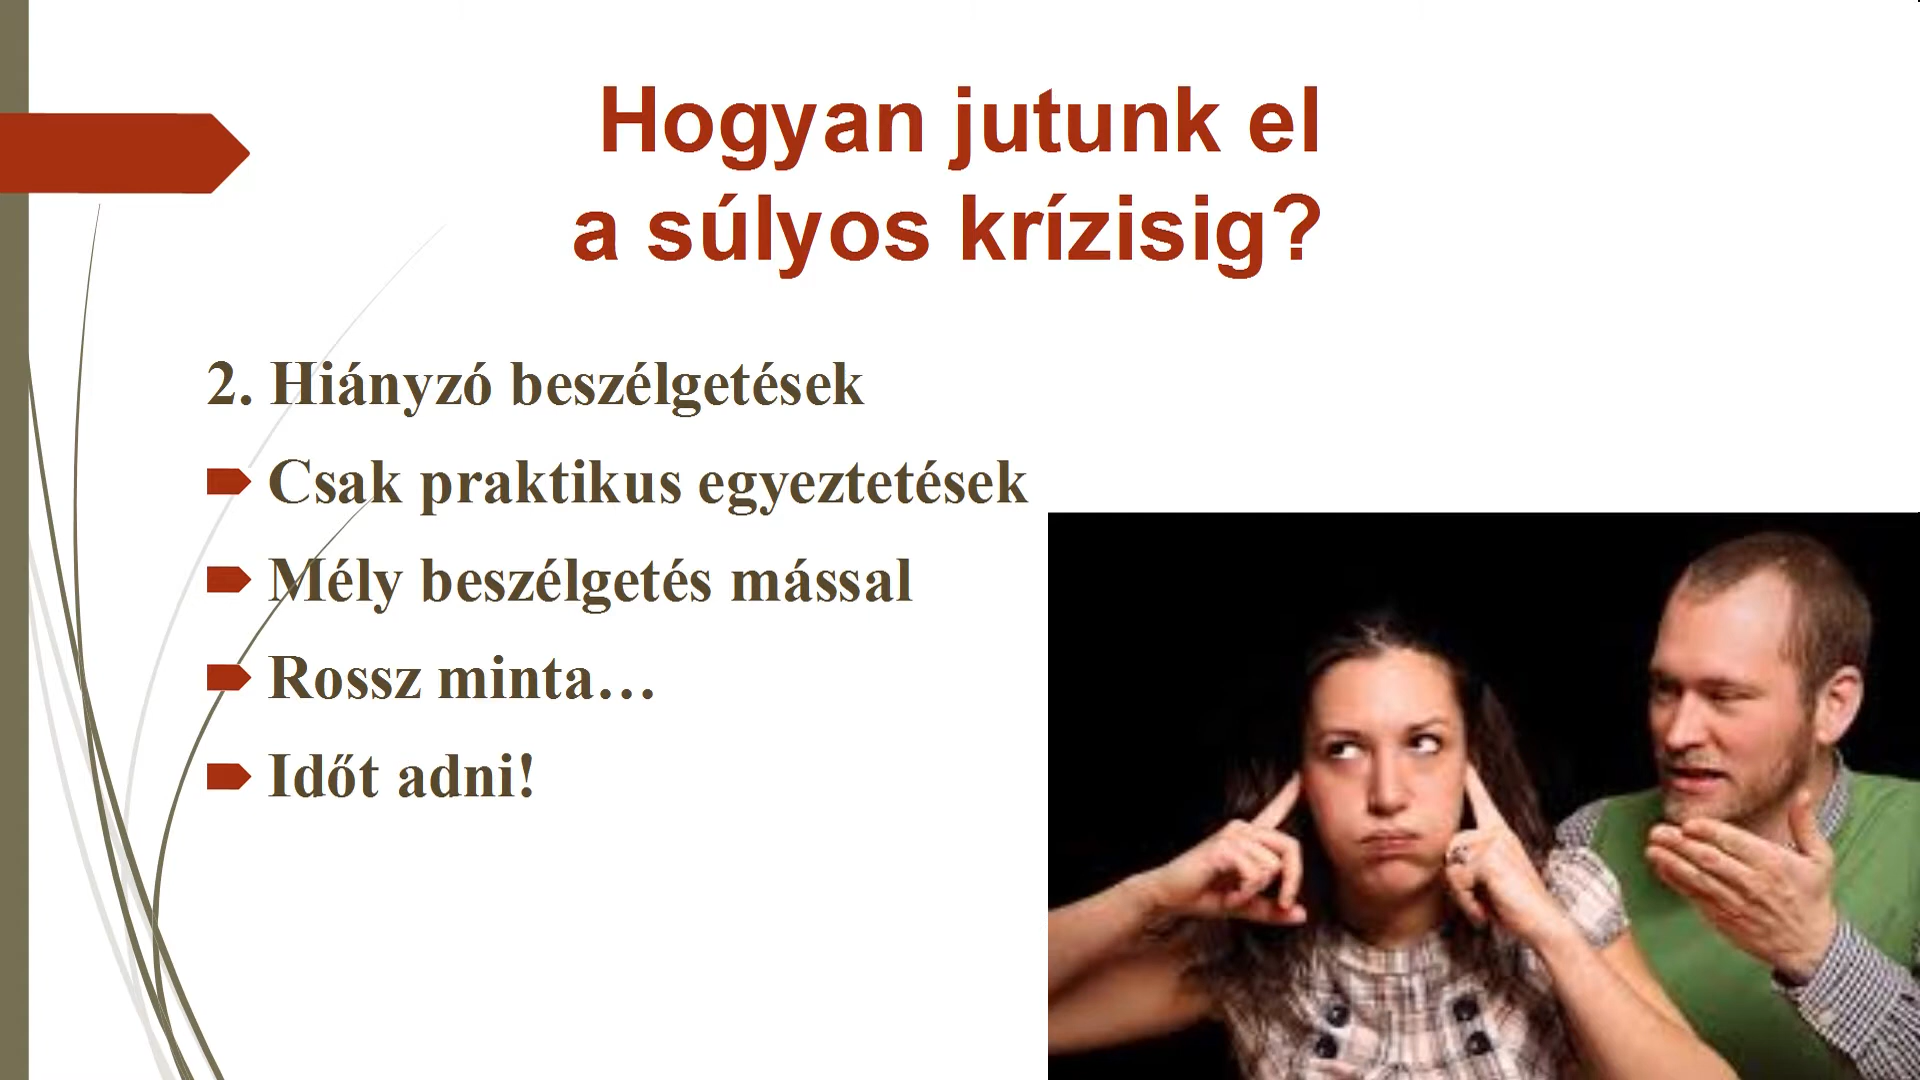 Hogyan jutunk el
a súlyos krízisig?
2. Hiányzó beszélgetések
Csak praktikus egyeztetések
Mély beszélgetés mással
Rossz minta…
Időt adni!